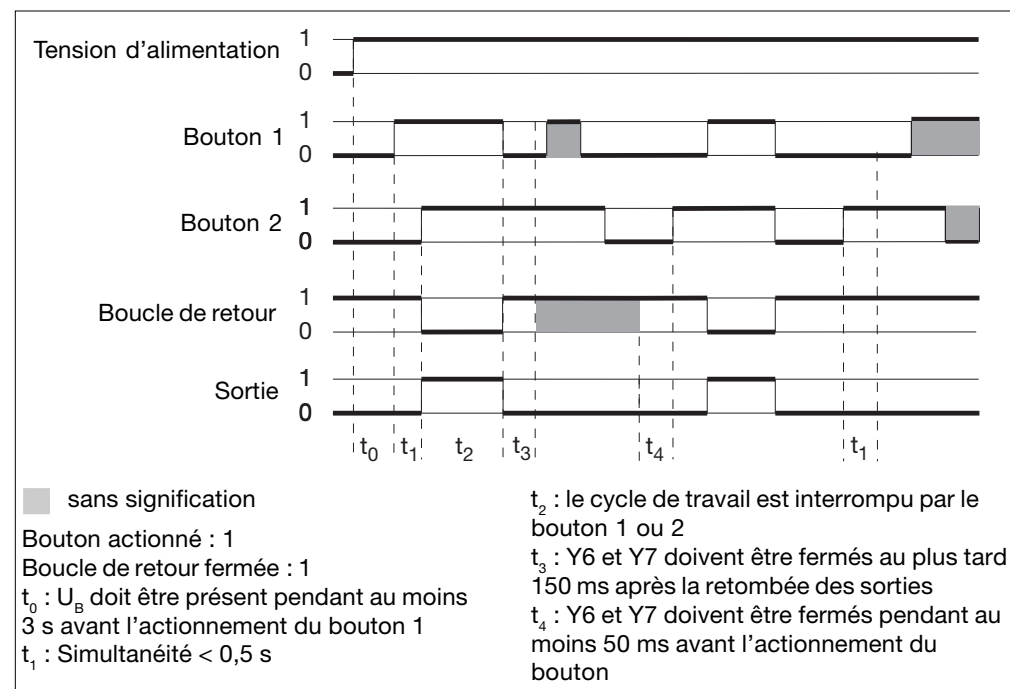 Tension d'alimentation 1
0
Bouton 1 1
0
Bouton 2 1
0
Boucle de retour 1
0
Sortie 1
0
t0 t1 t2 t3 t4 t1
sans signification
Bouton actionné : 1
Boucle de retour fermée : 1
t0 : UB doit être présent pendant au moins
3 s avant l'actionnement du bouton 1
t1 : Simultanéité < 0,5 s
t2 : le cycle de travail est interrompu par le
bouton 1 ou 2
t3 : Y6 et Y7 doivent être fermés au plus tard
150 ms après la retombée des sorties
t4 : Y6 et Y7 doivent être fermés pendant au
moins 50 ms avant l'actionnement du
bouton